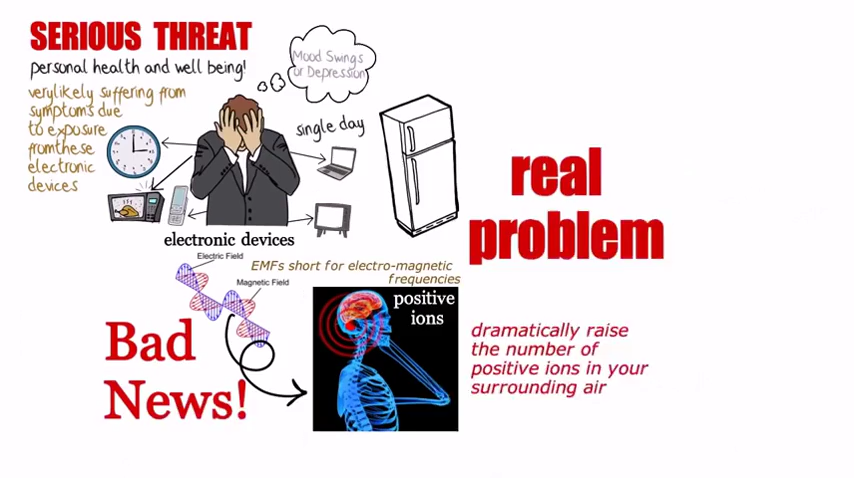 SERIOUS THREAT
personal health and well being!
verylikely suffering from
symptoms due
to exposure
fromthese
electronic
devices
Mood Swings
or Depression
single day
electronic devices
real
problem
Electric Field
Magnetic Field
EMFs short for electro-magnetic
frequencies
positive
ions
Bad
News!
dramatically raise
the number of
positive ions in your
surrounding air